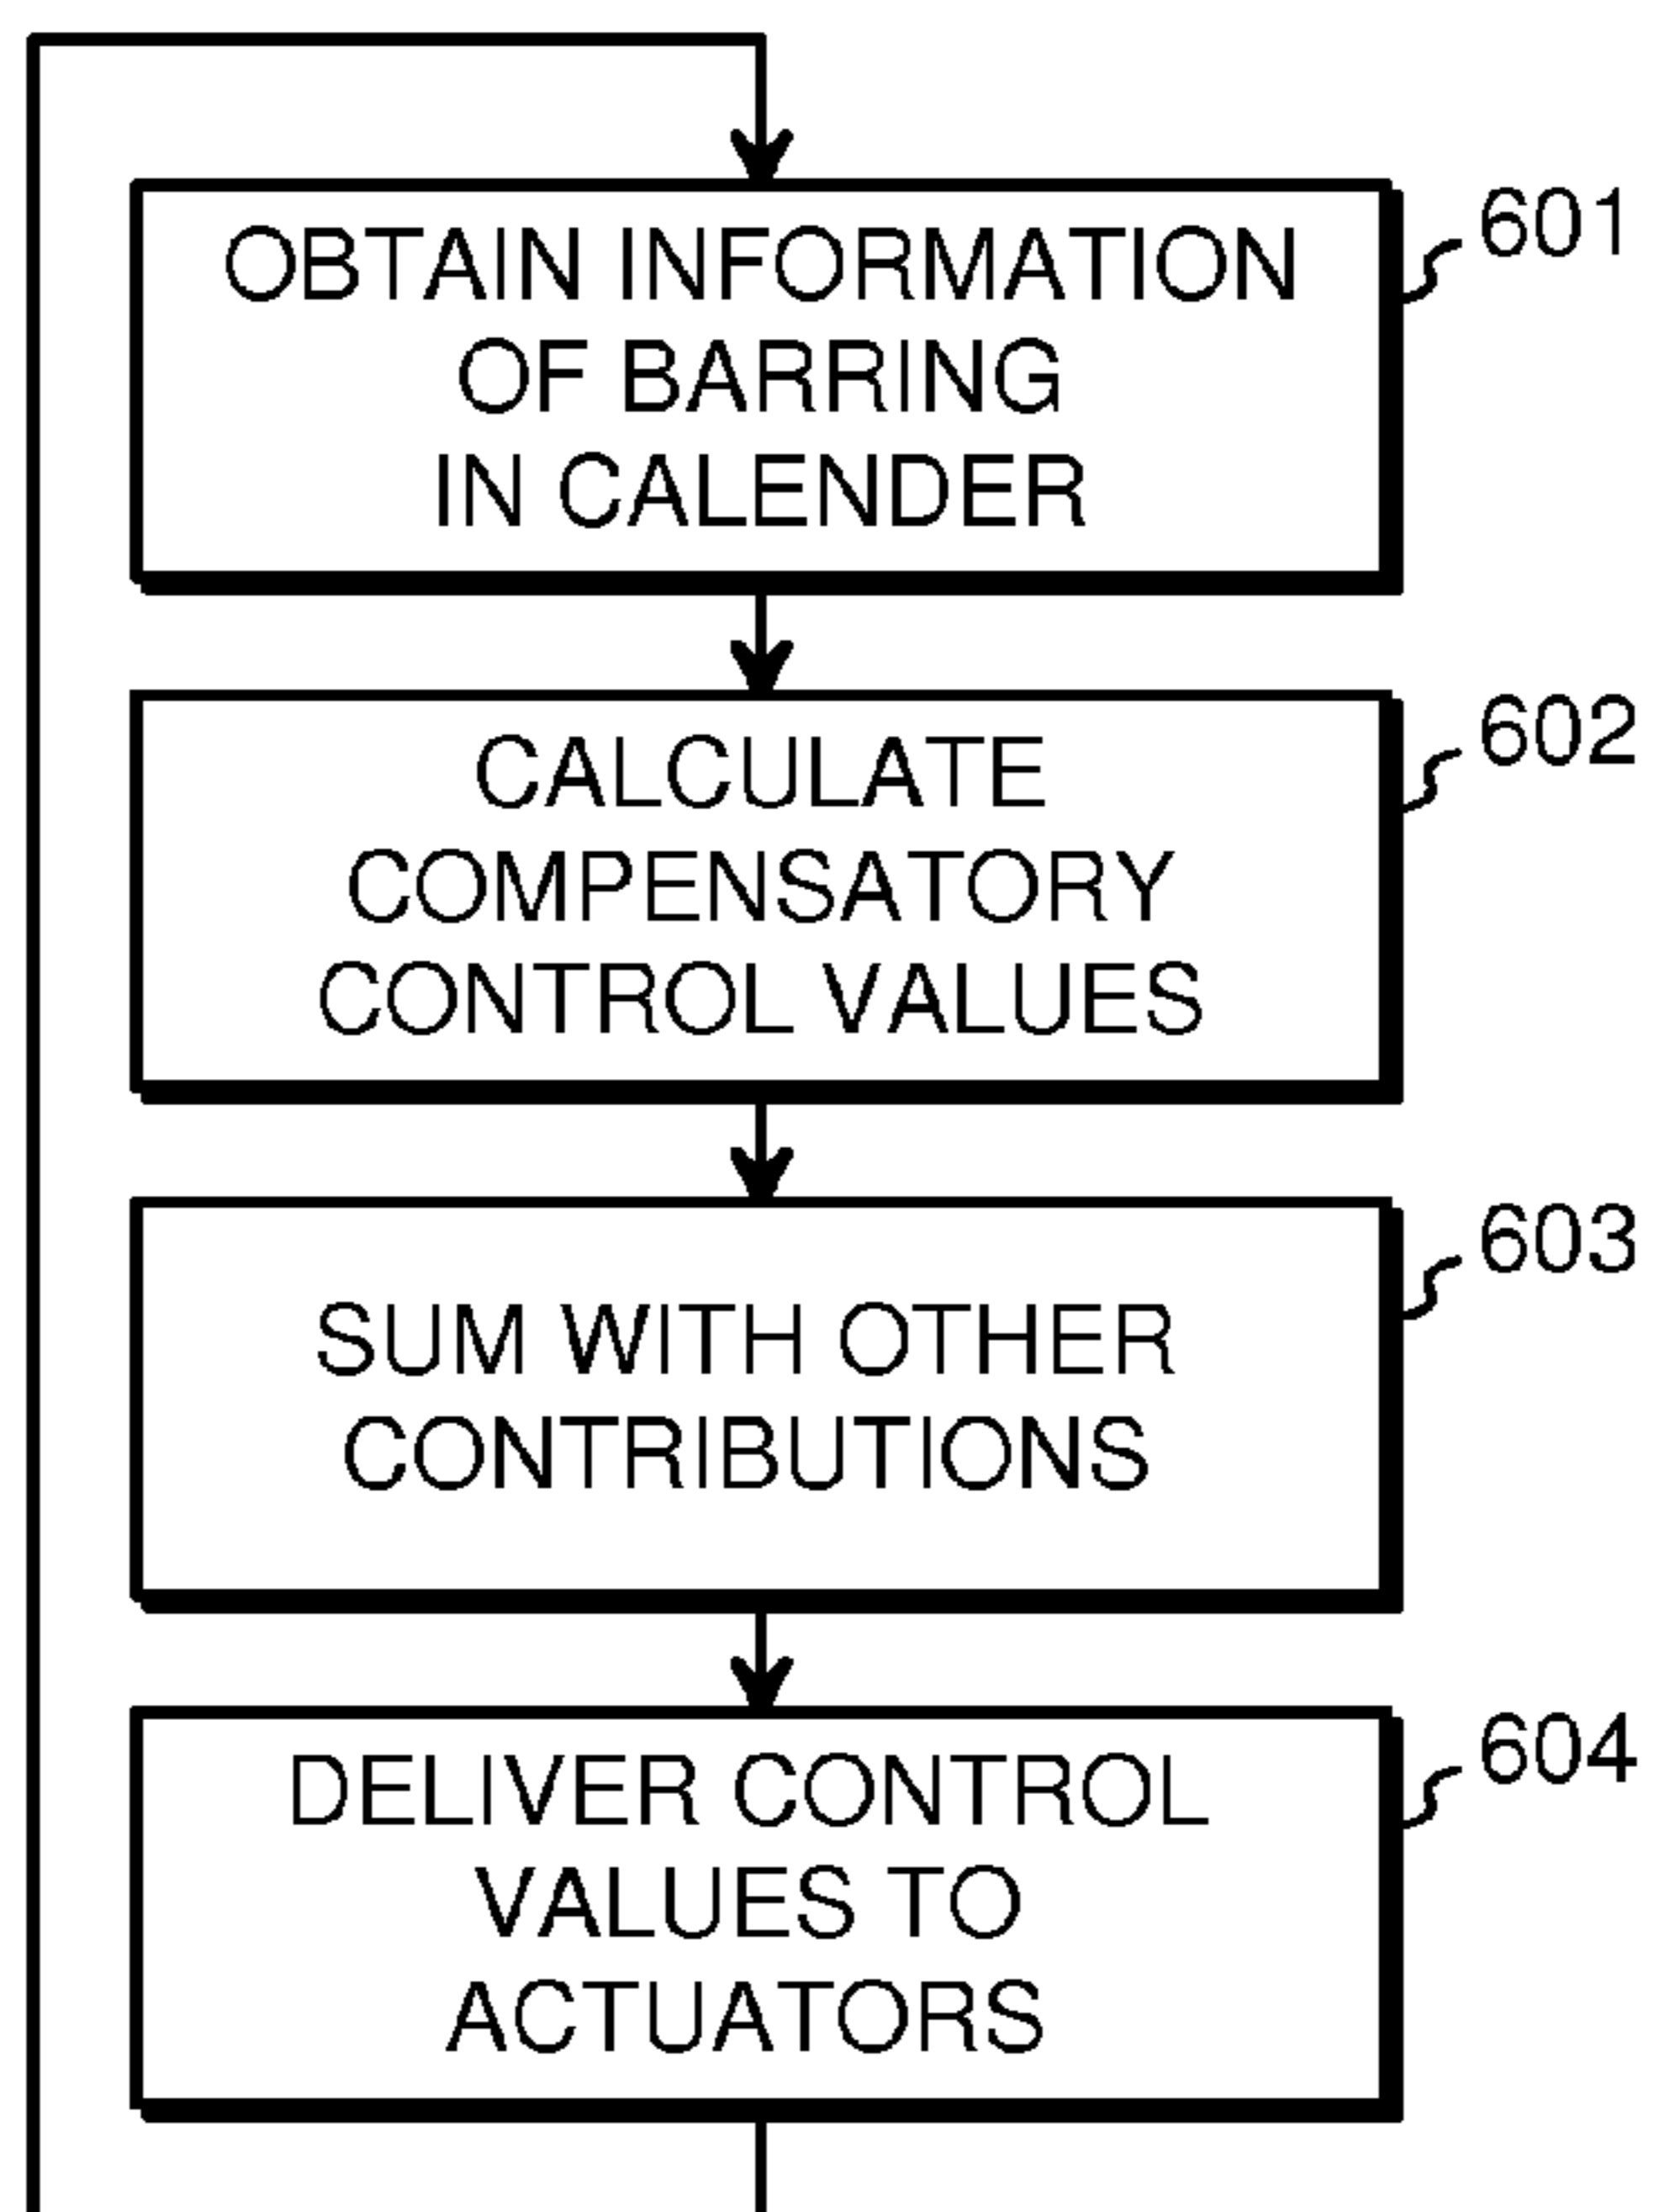 OBTAIN INFORMATION
OF BARRING
IN CALENDER
601
CALCULATE
COMPENSATORY
CONTROL VALUES
602
SUM WITH OTHER
CONTRIBUTIONS
603
DELIVER CONTROL
VALUES TO
ACTUATORS
604